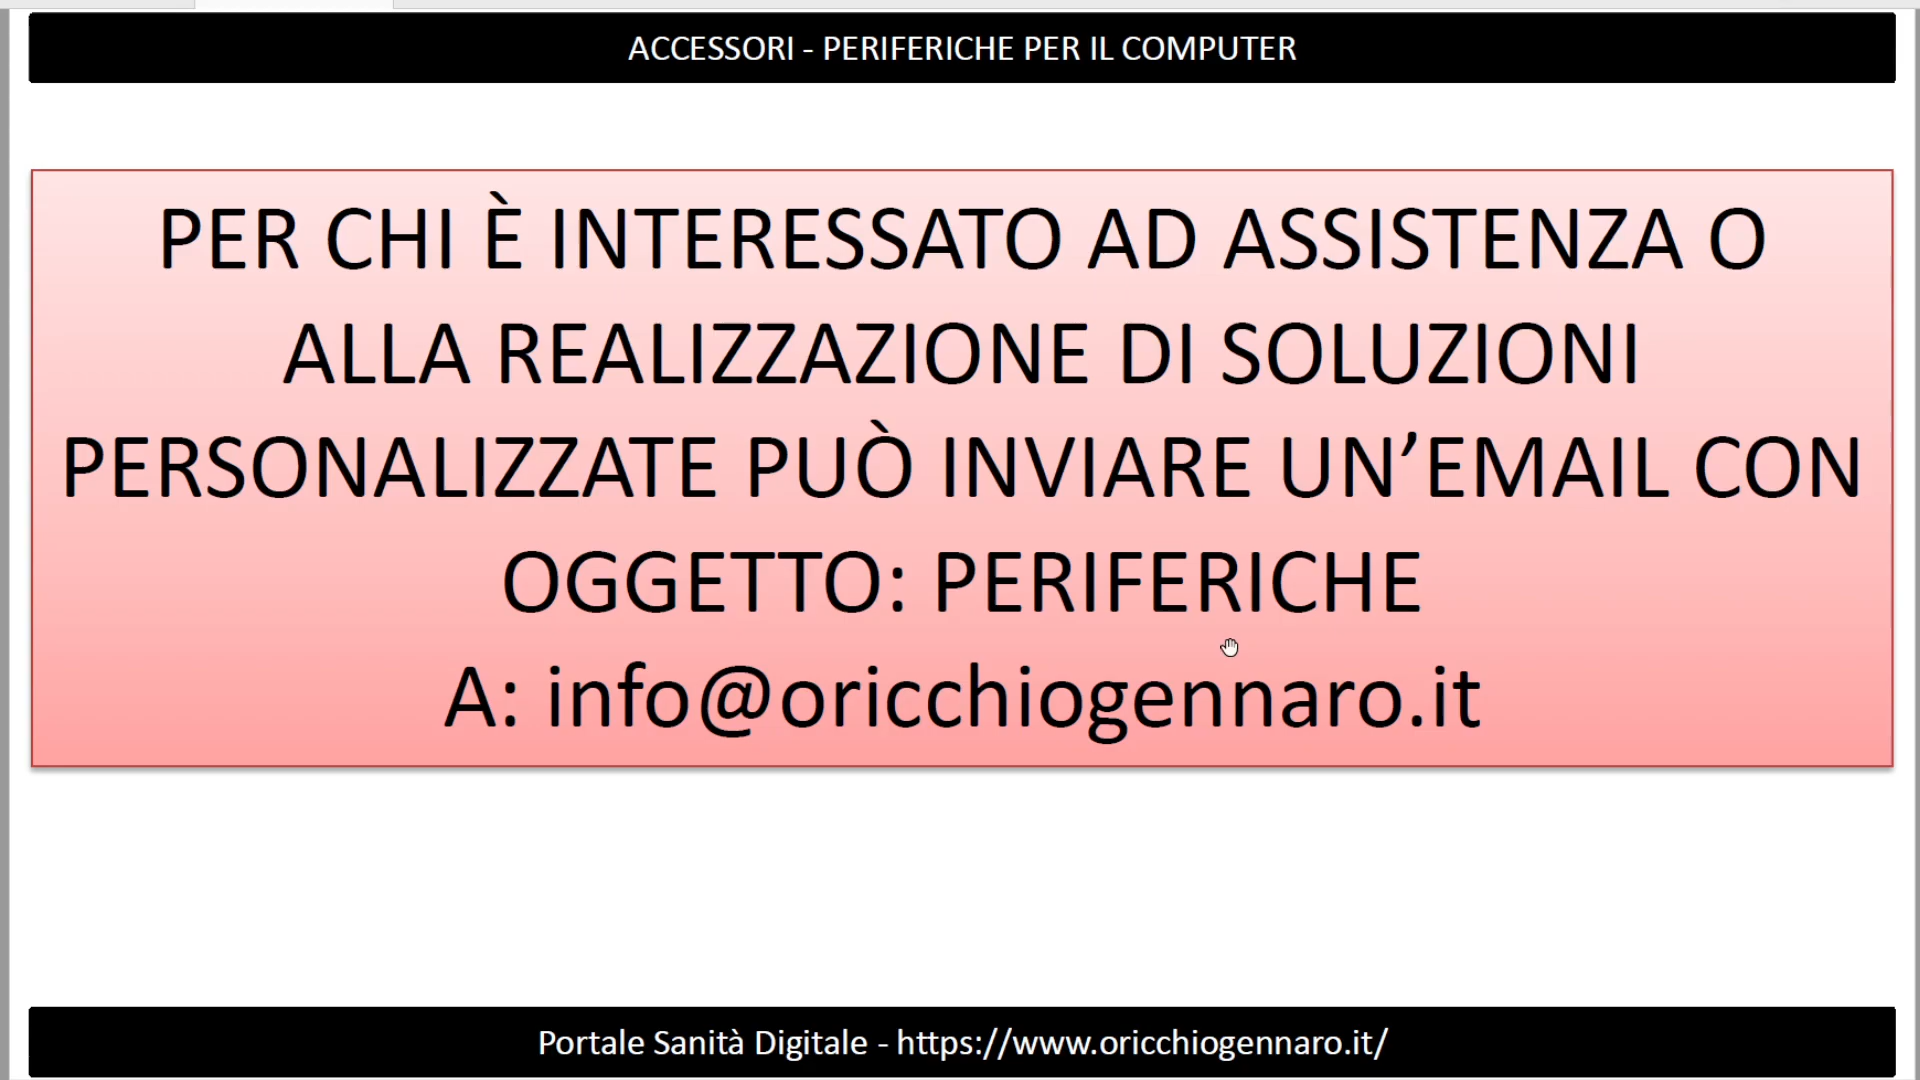 ACCESSORI - PERIFERICHE PER IL COMPUTER
PER CHI È INTERESSATO AD ASSISTENZA O
ALLA REALIZZAZIONE DI SOLUZIONI
PERSONALIZZATE PUÒ INVIARE UN’EMAIL CON
OGGETTO: PERIFERICHE
A: info@oricchiogennaro.it
Portale Sanità Digitale - https://www.oricchiogennaro.it/